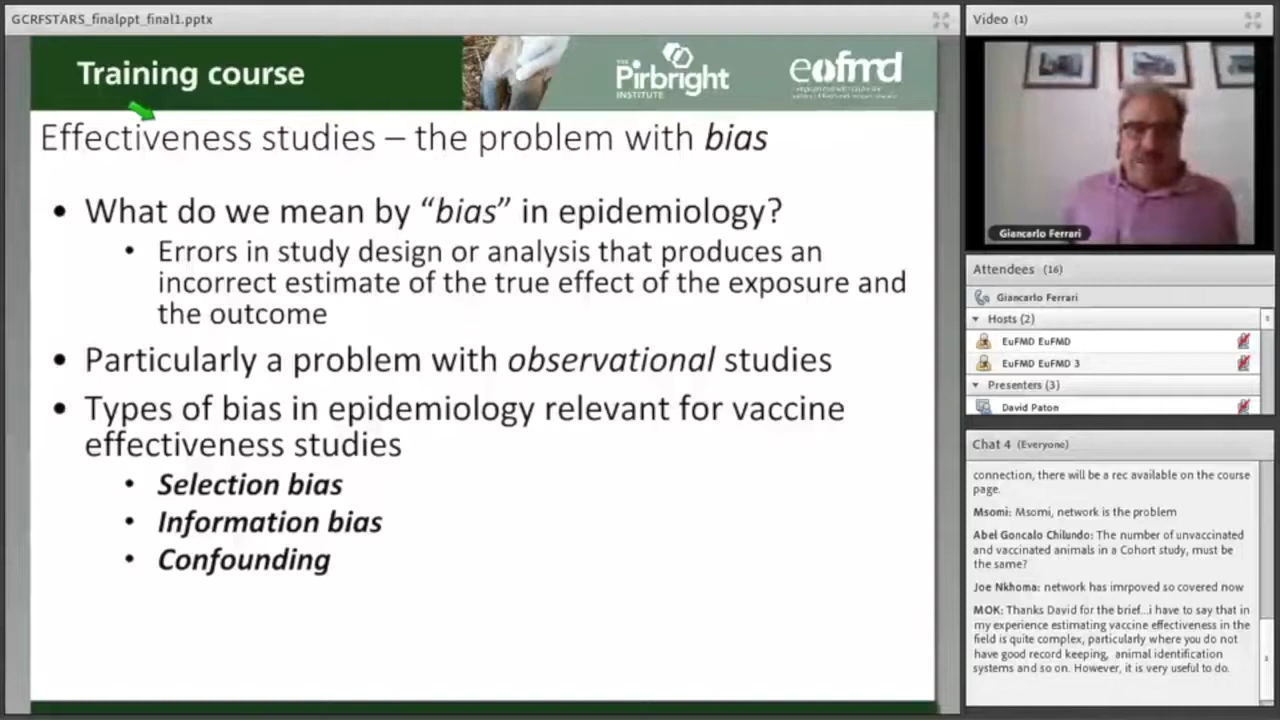 GCRFSTARS_finalppt_final1.pptx
Training course
THE
Pirbright
INSTITUTE
eofmd
Effectiveness studies – the problem with bias
• What do we mean by “bias” in epidemiology?
• Errors in study design or analysis that produces an
incorrect estimate of the true effect of the exposure and
the outcome
• Particularly a problem with observational studies
• Types of bias in epidemiology relevant for vaccine
effectiveness studies
• Selection bias
• Information bias
• Confounding
Video (1)
Giancarlo Ferrari
Attendees (16)
Giancarlo Ferrari
Hosts (2)
EuFMD EuFMD
EuFMD EuFMD 3
Presenters (3)
David Paton
Chat 4 (Everyone)
connection, there will be a rec available on the course
page.
Msomi: Msomi, network is the problem
Abel Goncalo Chilundo: The number of unvaccinated
and vaccinated animals in a Cohort study, must be
the same?
Joe Nkhoma: network has imrpoved so covered now
MOK: Thanks David for the brief...i have to say that in
my experience estimating vaccine effectiveness in the
field is quite complex, particularly where you do not
have good record keeping, animal identification
systems and so on. However, it is very useful to do.